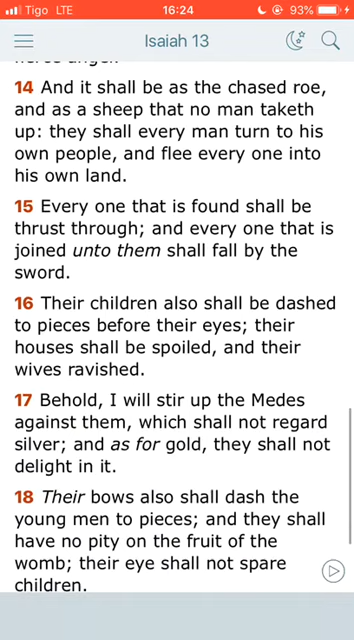 Tigo LTE 16:24 93%
Isaiah 13
14 And it shall be as the chased roe,
and as a sheep that no man taketh
up: they shall every man turn to his
own people, and flee every one into
his own land.
15 Every one that is found shall be
thrust through; and every one that is
joined unto them shall fall by the
sword.
16 Their children also shall be dashed
to pieces before their eyes; their
houses shall be spoiled, and their
wives ravished.
17 Behold, I will stir up the Medes
against them, which shall not regard
silver; and as for gold, they shall not
delight in it.
18 Their bows also shall dash the
young men to pieces; and they shall
have no pity on the fruit of the
womb; their eye shall not spare
children.